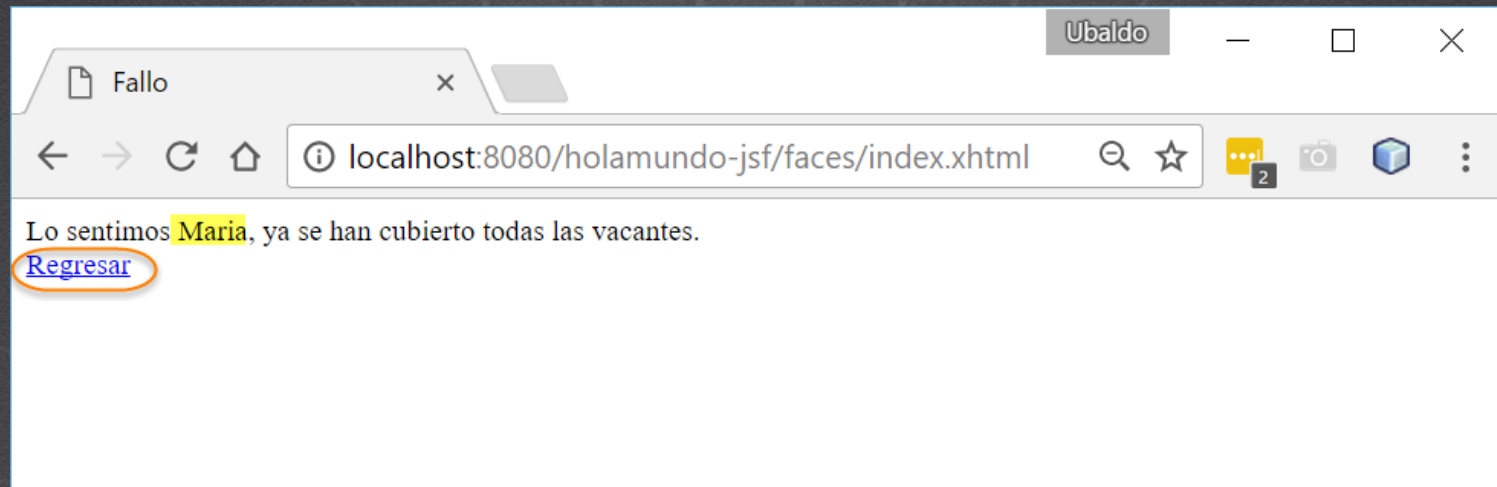 Ubaldo
Fallo
localhost:8080/holamundo-jsf/faces/index.xhtml
2
Lo sentimos Maria, ya se han cubierto todas las vacantes.
Regresar